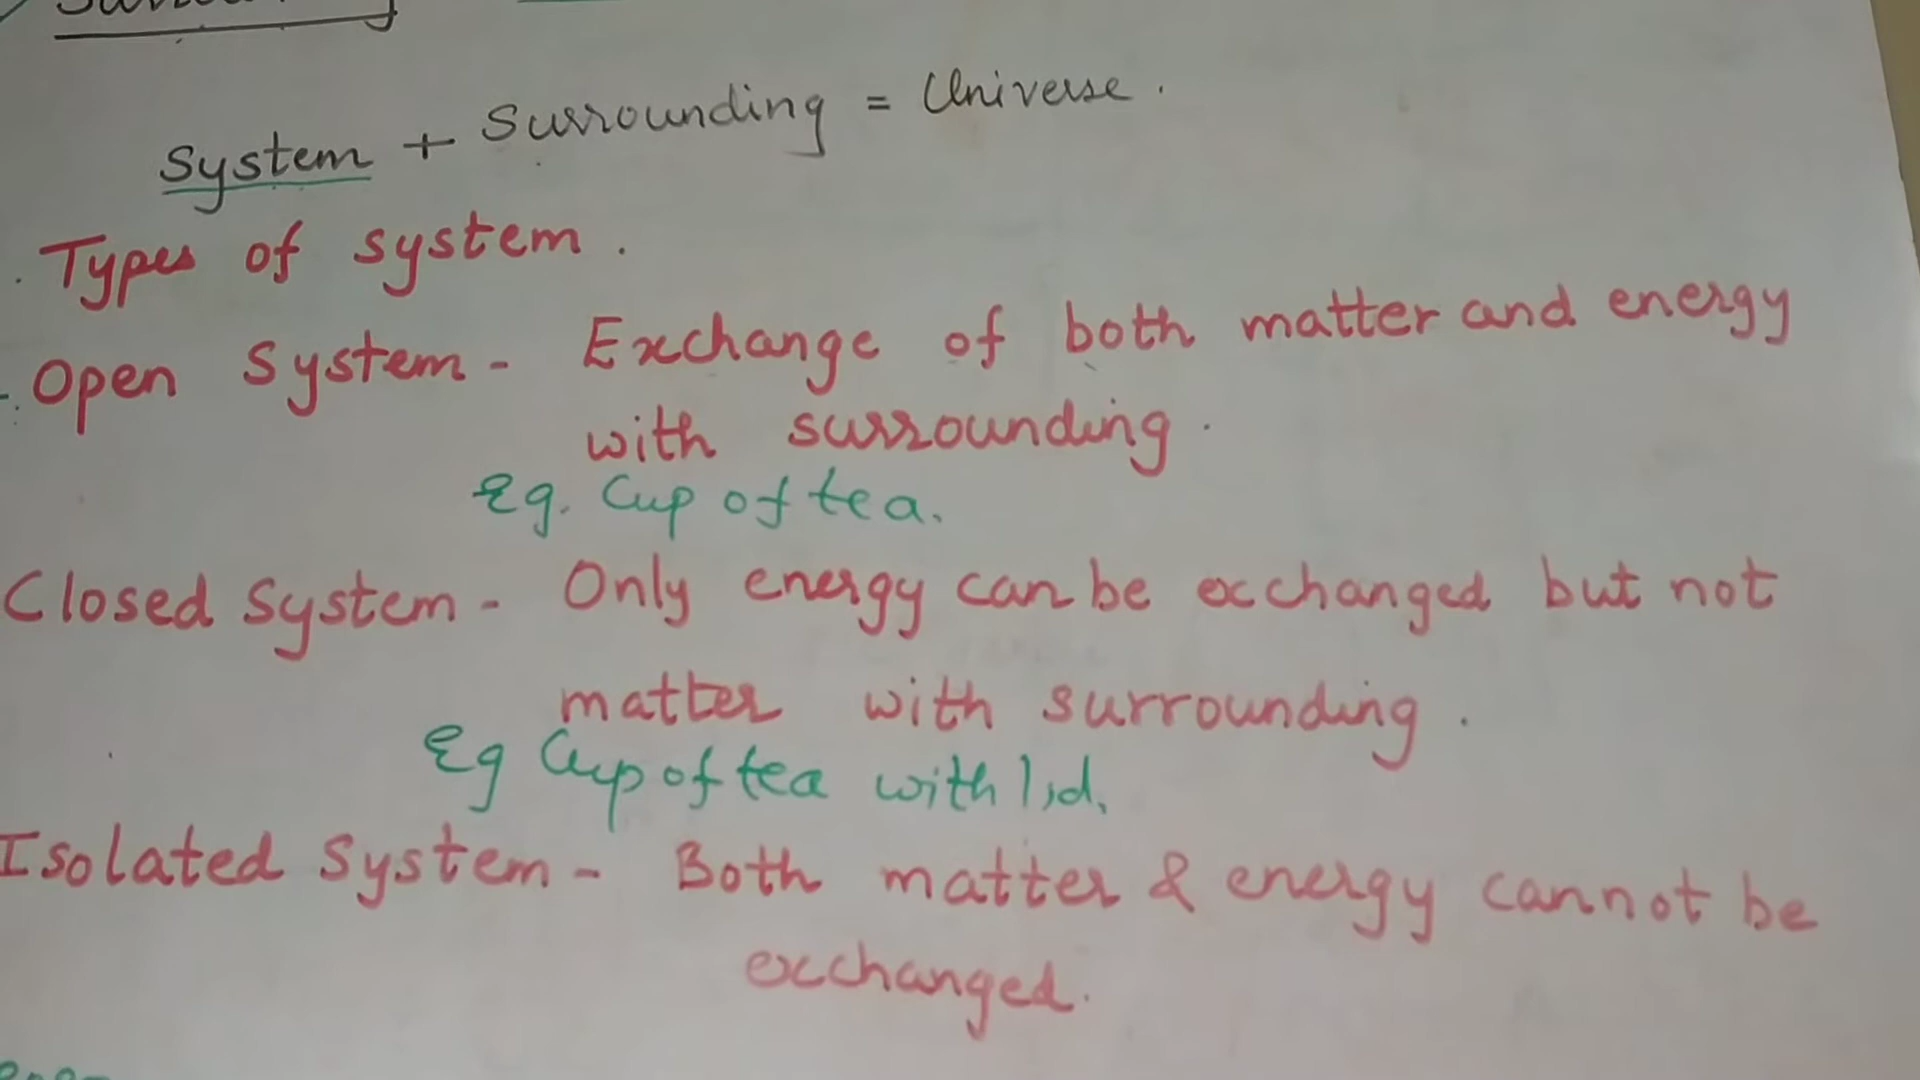 System + Surrounding = Universe.
Types of system.
Open System - Exchange of both matter and energy
with surrounding.
Eg. Cup of tea.
Closed System - Only energy can be exchanged but not
matter with surrounding.
Eg Cup of tea with lid.
Isolated System - Both matter & energy cannot be
exchanged.